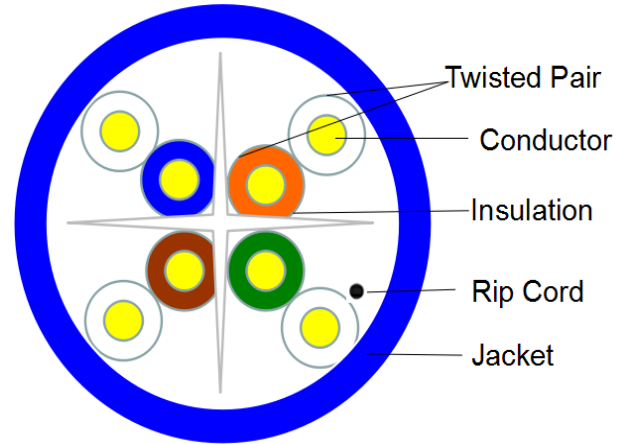 Twisted Pair
Conductor
Insulation
Rip Cord
Jacket